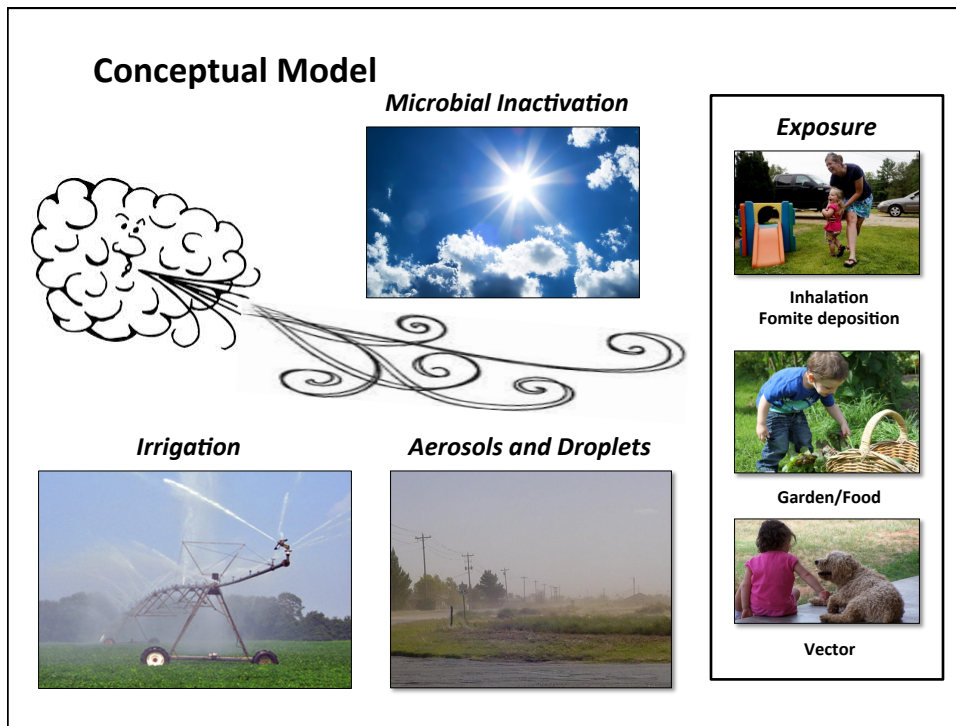 Conceptual Model
Microbial Inactivation
Exposure
Inhalation
Fomite deposition
Irrigation
Aerosols and Droplets
Garden/Food
Vector